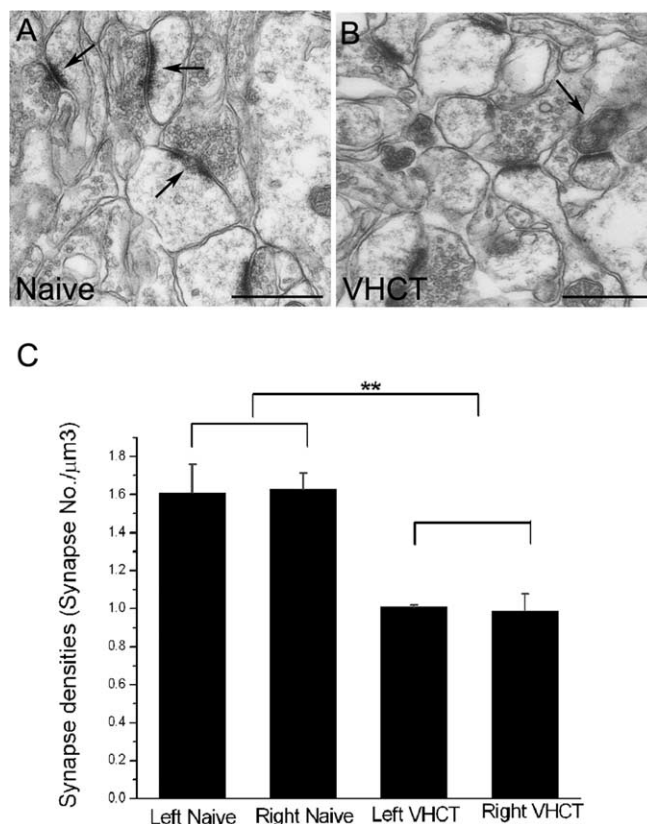 A
B
Naive
VHCT
C
**
Synapse densities (Synapse No./μm3)
1.8
1.6
1.4
1.2
1.0
0.8
0.6
0.4
0.2
0.0
Left Naive Right Naive Left VHCT Right VHCT